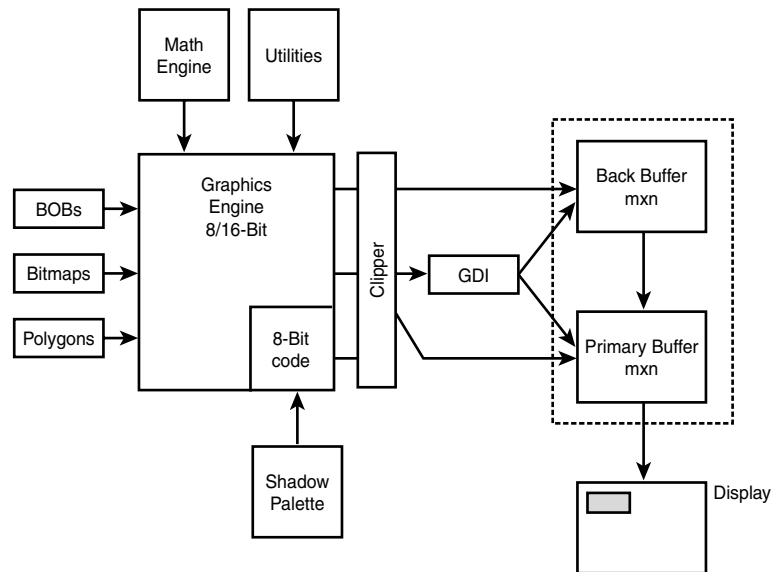 Math
Engine
Utilities
Graphics
Engine
8/16-Bit
BOBs
Bitmaps
Polygons
8-Bit
code
Shadow
Palette
Clipper
GDI
Back Buffer
mxn
Primary Buffer
mxn
Display